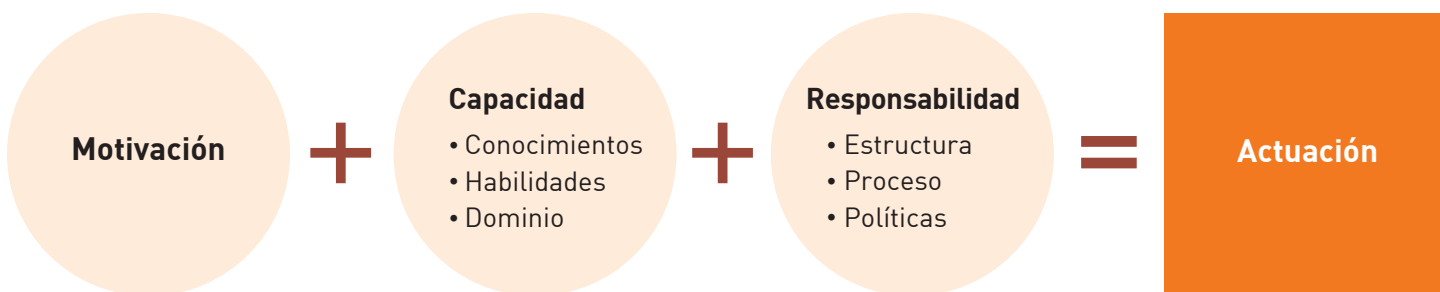 Motivación
+
Capacidad
• Conocimientos
• Habilidades
• Dominio
+
Responsabilidad
• Estructura
• Proceso
• Políticas
=
Actuación